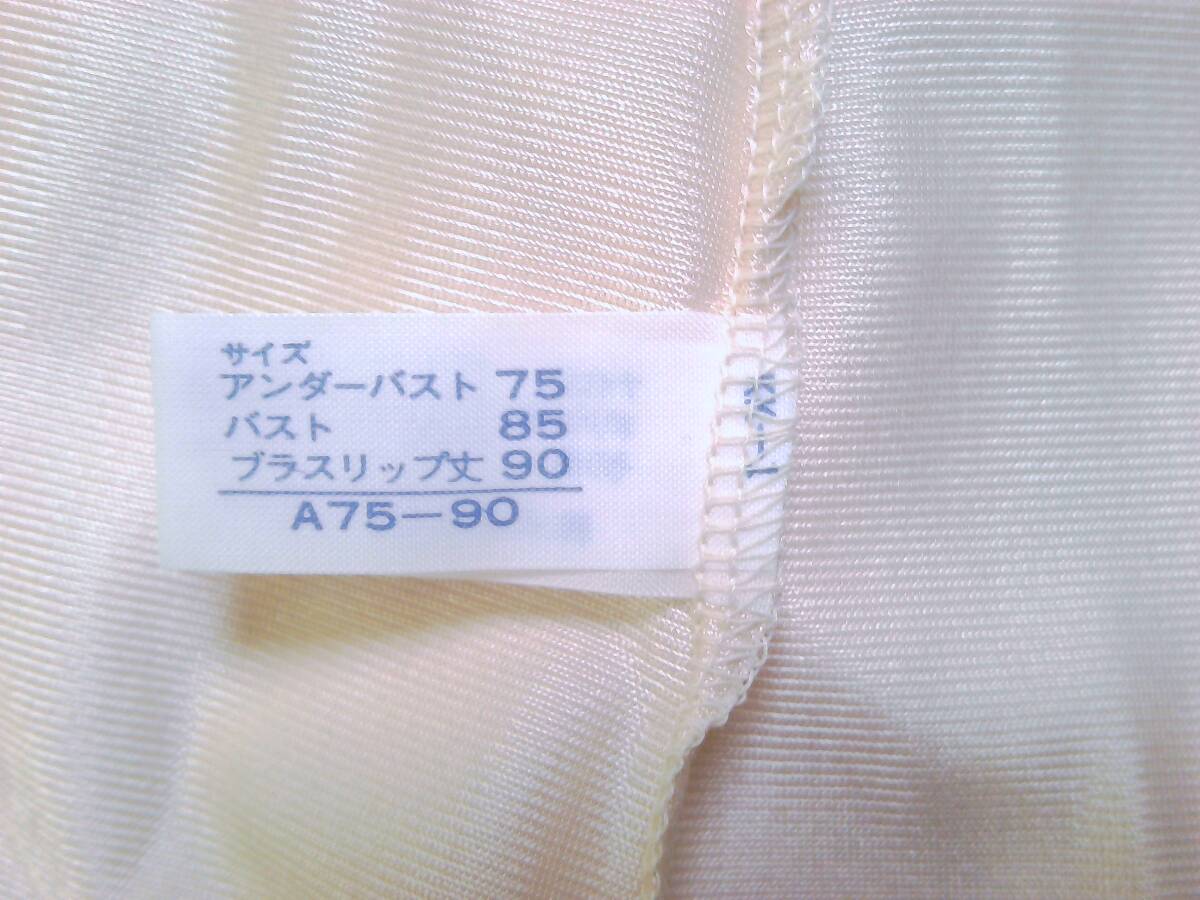 サイズ
アンダーバスト 75
バスト 85
ブラスリップ丈 90
A75-90